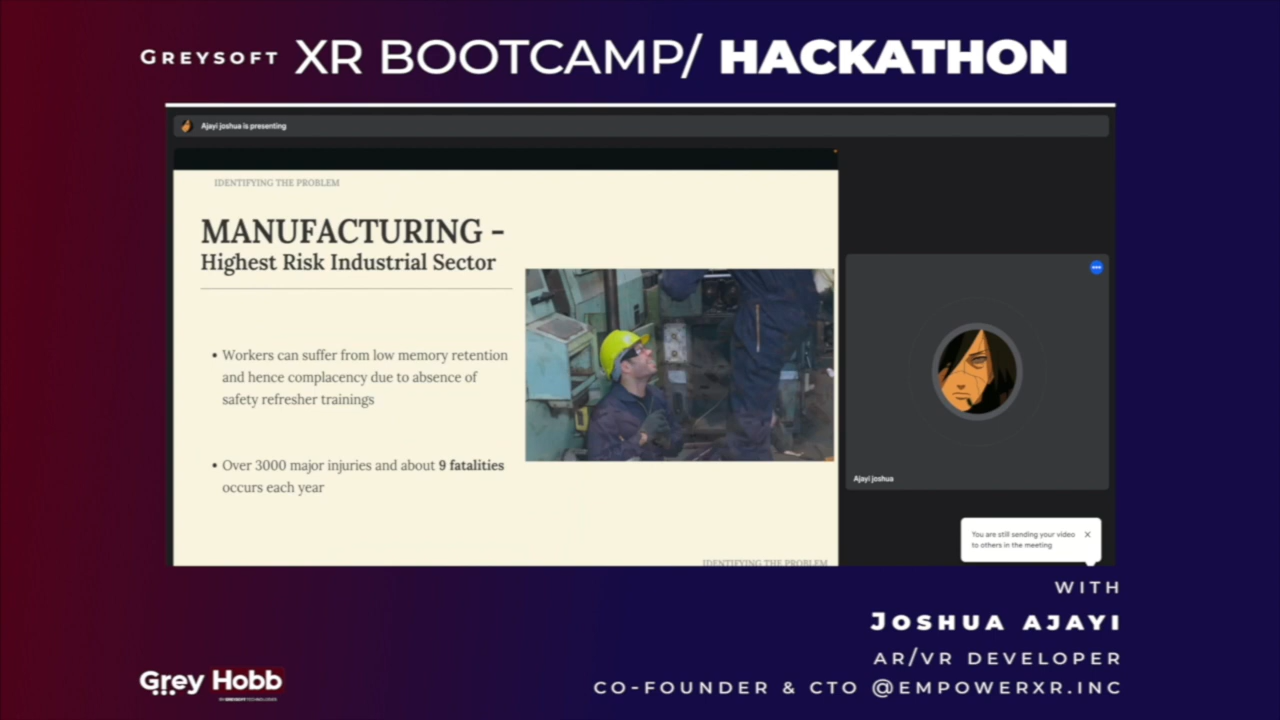 GREYSOFT XR BOOTCAMP/ HACKATHON
Ajayi joshua is presenting
IDENTIFYING THE PROBLEM
MANUFACTURING -
Highest Risk Industrial Sector
• Workers can suffer from low memory retention
and hence complacency due to absence of
safety refresher trainings
• Over 3000 major injuries and about 9 fatalities
occurs each year
IDENTIFYING THE PROBLEM
Ajayi joshua
You are still sending your video
to others in the meeting
WITH
JOSHUA AJAYI
AR/VR DEVELOPER
CO-FOUNDER & CTO @EMPOWERXR.INC
Grey Hobb
BY GREYSOFT TECHNOLOGIES